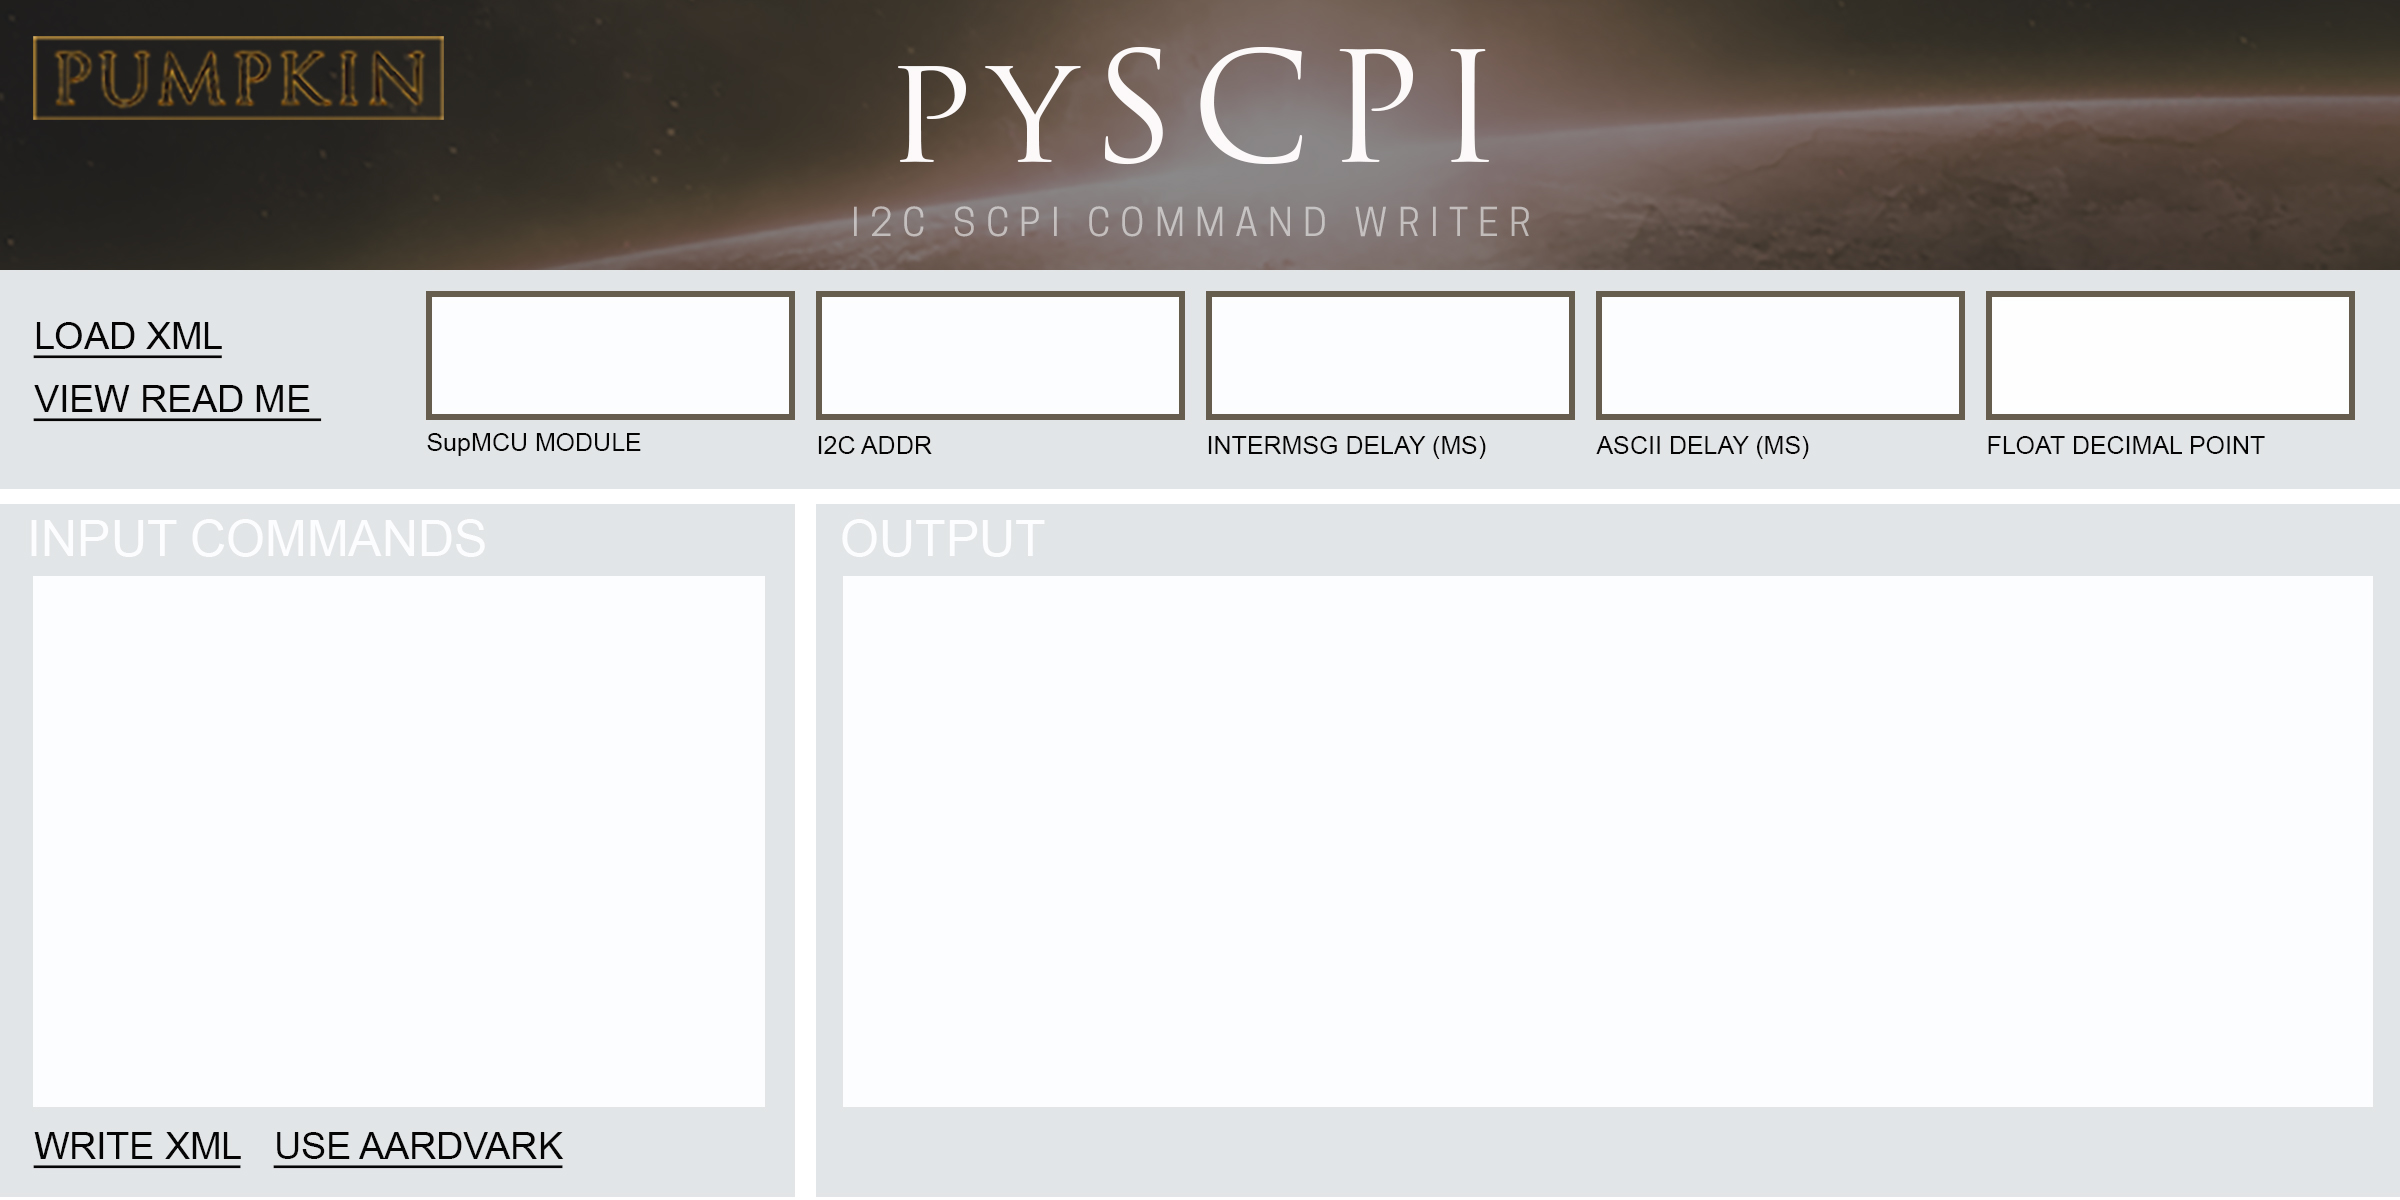 PUMPKIN
PYSCPI
I2C SCPI COMMAND WRITER
LOAD XML
VIEW READ ME
SupMCU MODULE
I2C ADDR
INTERMSG DELAY (MS)
ASCII DELAY (MS)
FLOAT DECIMAL POINT
INPUT COMMANDS
OUTPUT
WRITE XML
USE AARDVARK